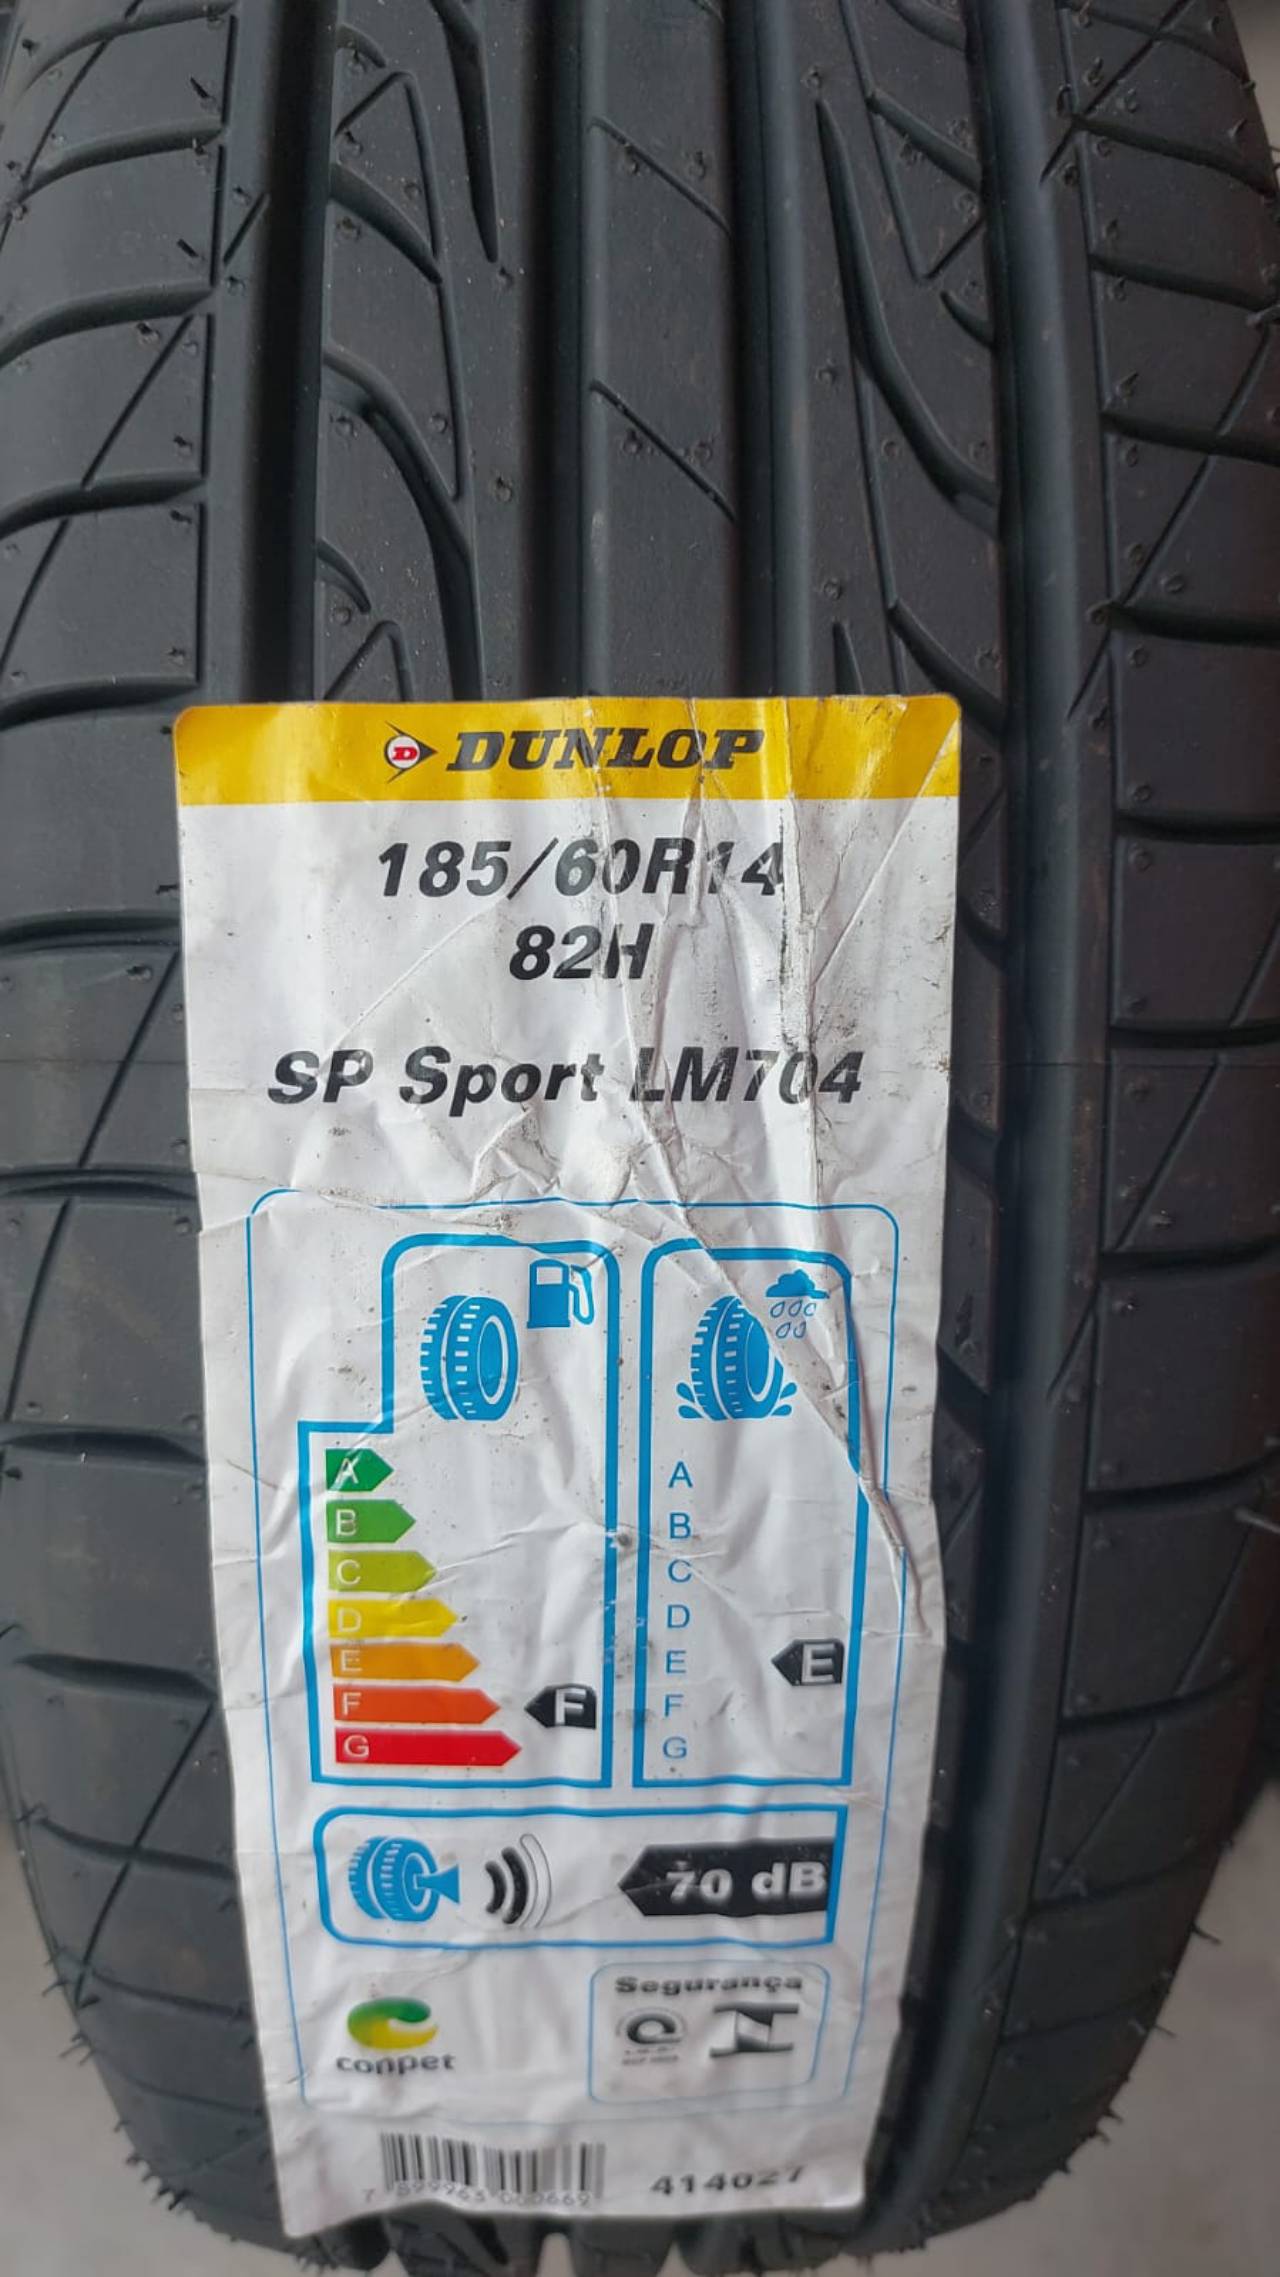 DUNLOP
185/60R14
82H
SP Sport LM704
A
B
C
D
E
F
G
F
A
B
C
D
E
F
G
E
70 dB
conpet
Segurança
414027